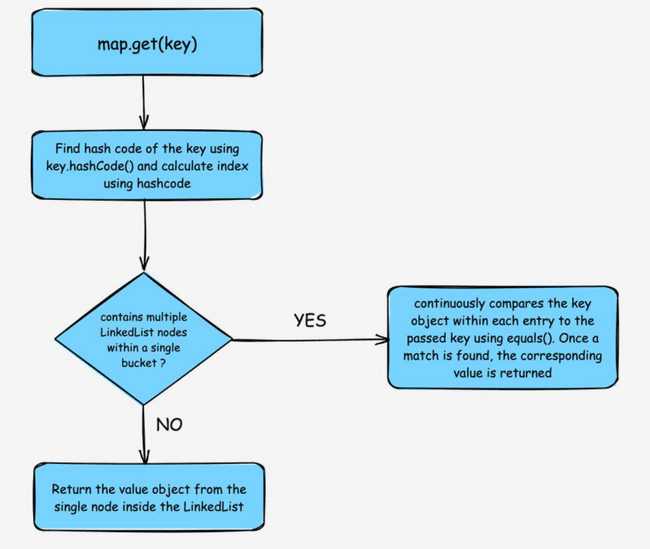 map.get(key)
Find hash code of the key using
key.hashCode() and calculate index
using hashcode
contains multiple
LinkedList nodes
within a single
bucket ?
YES
continuously compares the key
object within each entry to the
passed key using equals(). Once a
match is found, the corresponding
value is returned
NO
Return the value object from the
single node inside the LinkedList